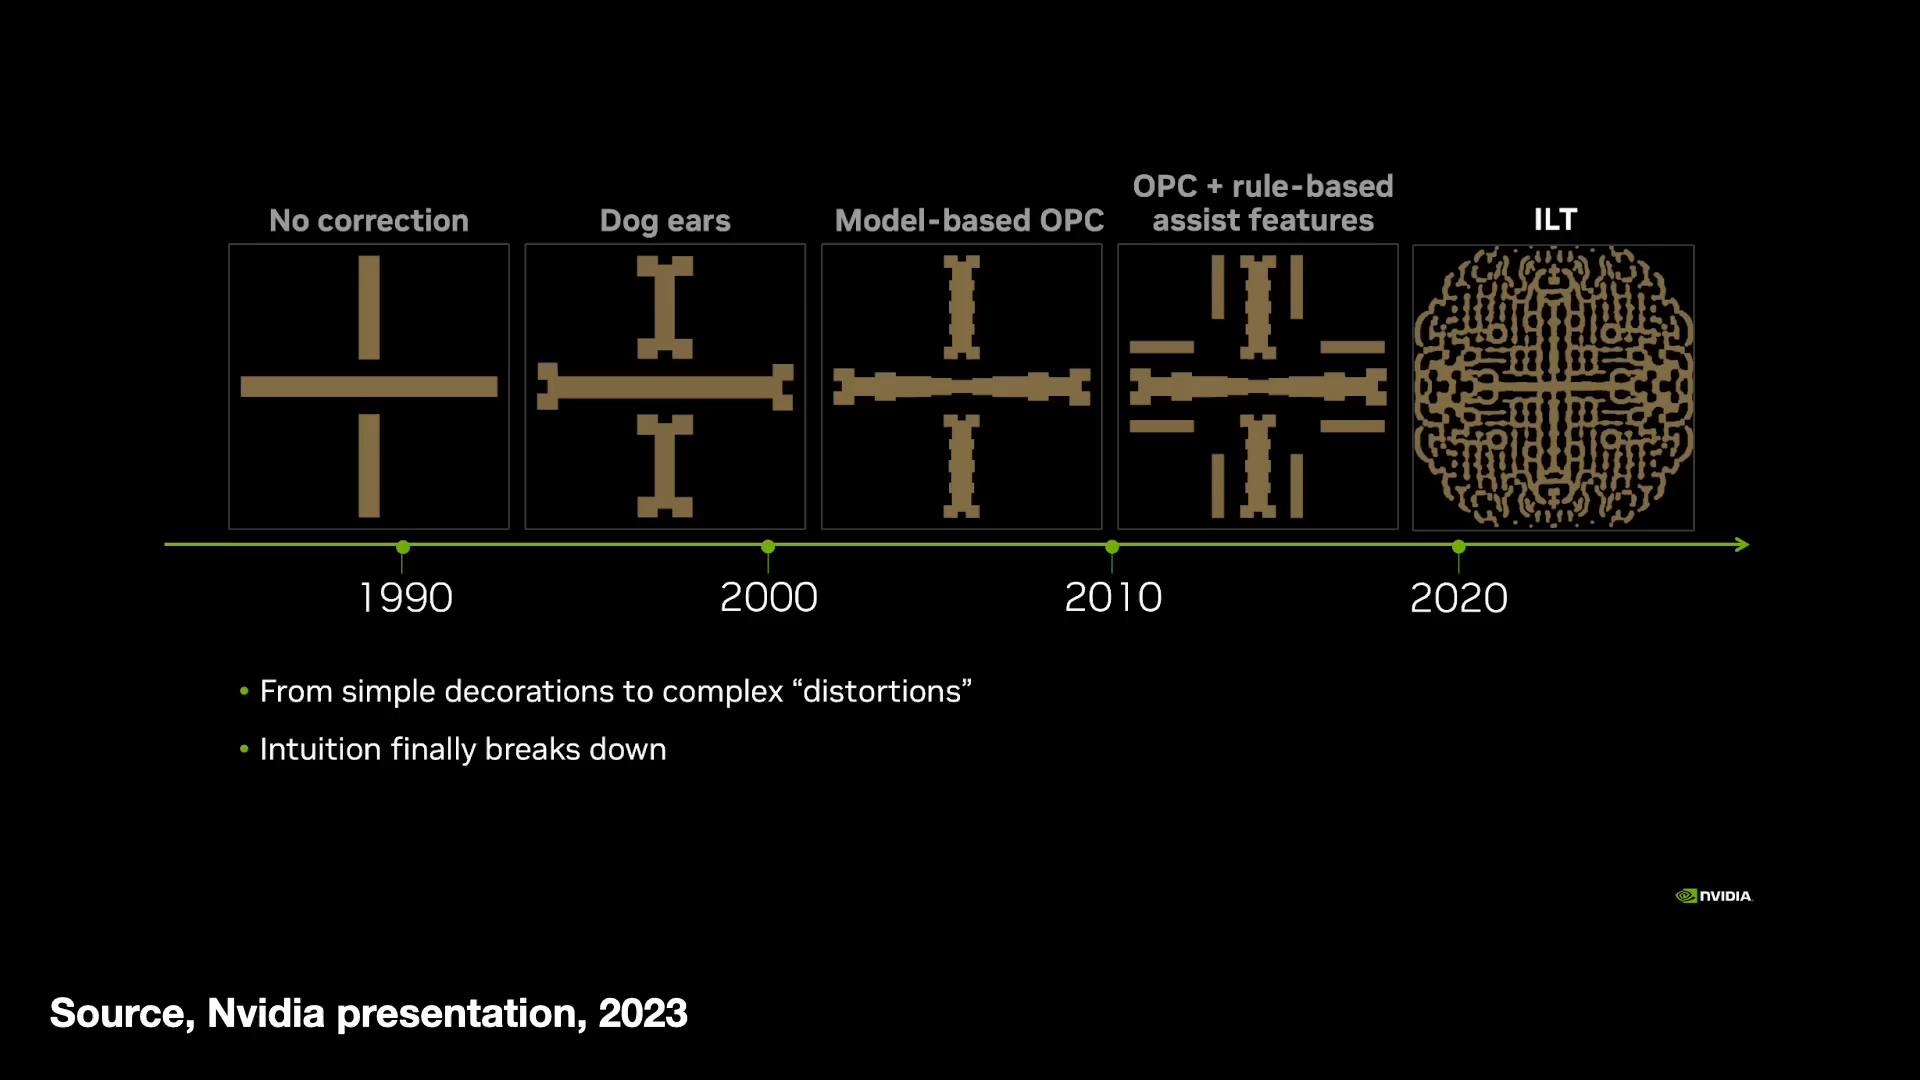 No correction
Dog ears
Model-based OPC
OPC + rule-based
assist features
ILT
1990
2000
2010
2020
• From simple decorations to complex “distortions”
• Intuition finally breaks down
NVIDIA
Source, Nvidia presentation, 2023